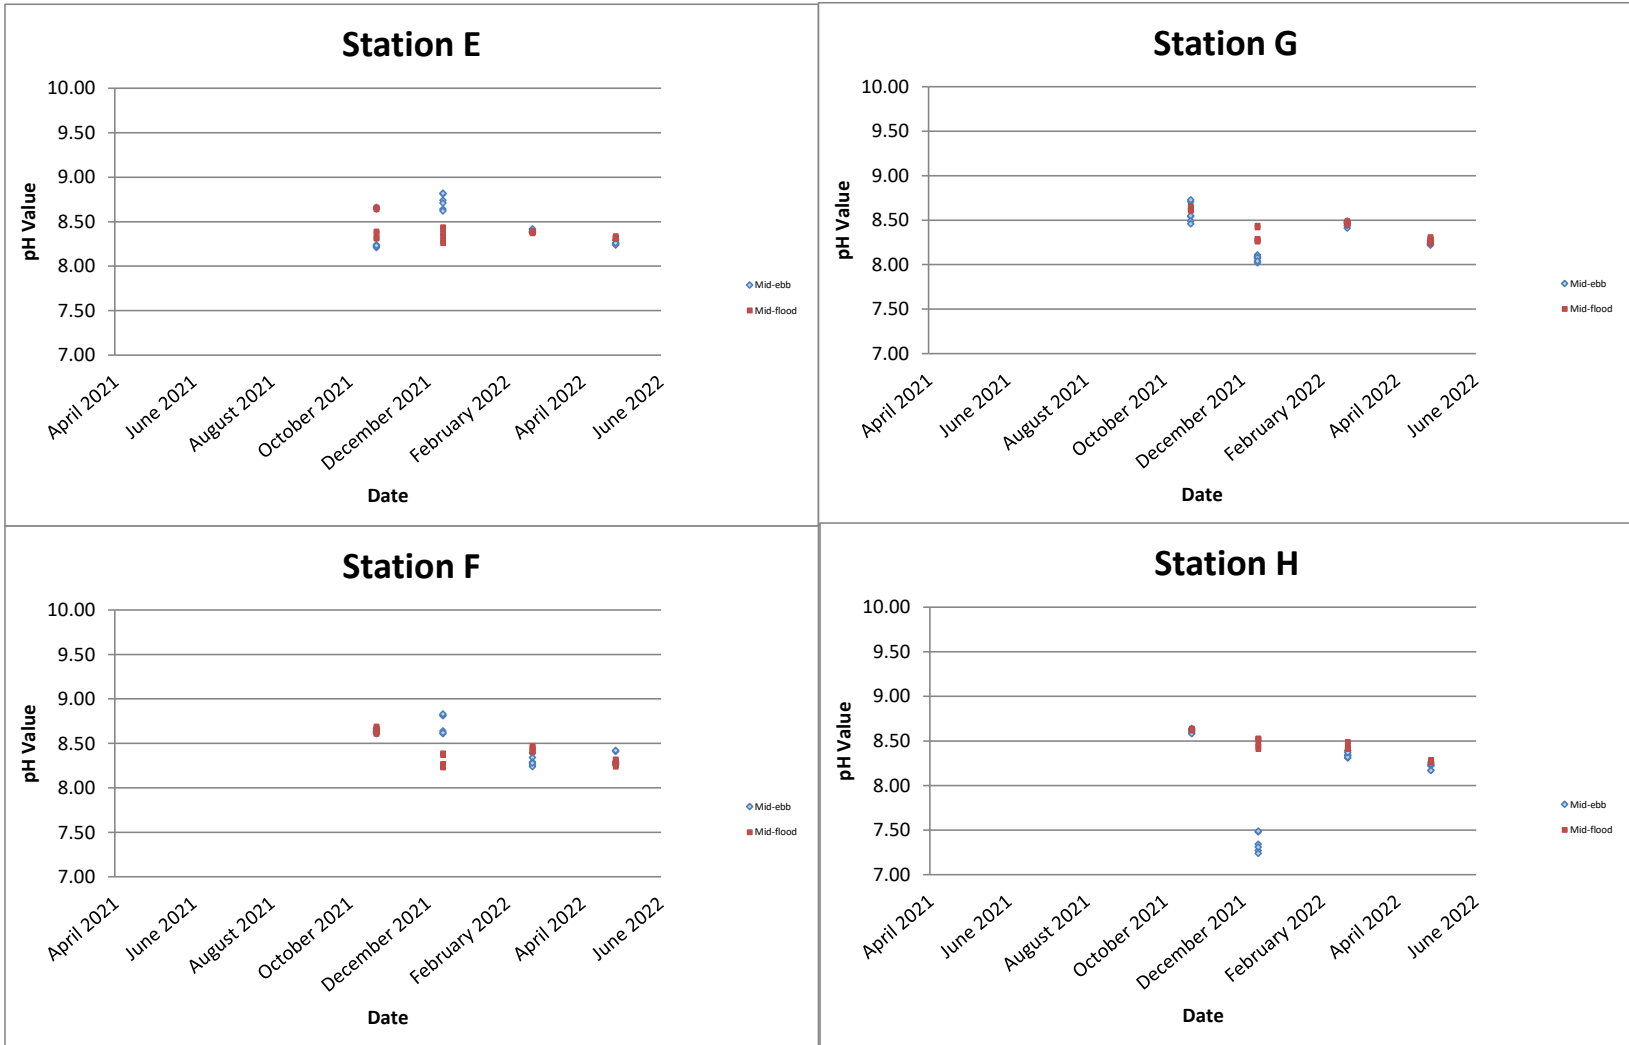 Station E
10.00
9.50
9.00
8.50
8.00
7.50
7.00
pH Value
April 2021
June 2021
August 2021
October 2021
December 2021
February 2022
April 2022
June 2022
Date
Mid-ebb
Mid-flood
Station G
10.00
9.50
9.00
8.50
8.00
7.50
7.00
pH Value
April 2021
June 2021
August 2021
October 2021
December 2021
February 2022
April 2022
June 2022
Date
Mid-ebb
Mid-flood
Station F
10.00
9.50
9.00
8.50
8.00
7.50
7.00
pH Value
April 2021
June 2021
August 2021
October 2021
December 2021
February 2022
April 2022
June 2022
Date
Mid-ebb
Mid-flood
Station H
10.00
9.50
9.00
8.50
8.00
7.50
7.00
pH Value
April 2021
June 2021
August 2021
October 2021
December 2021
February 2022
April 2022
June 2022
Date
Mid-ebb
Mid-flood